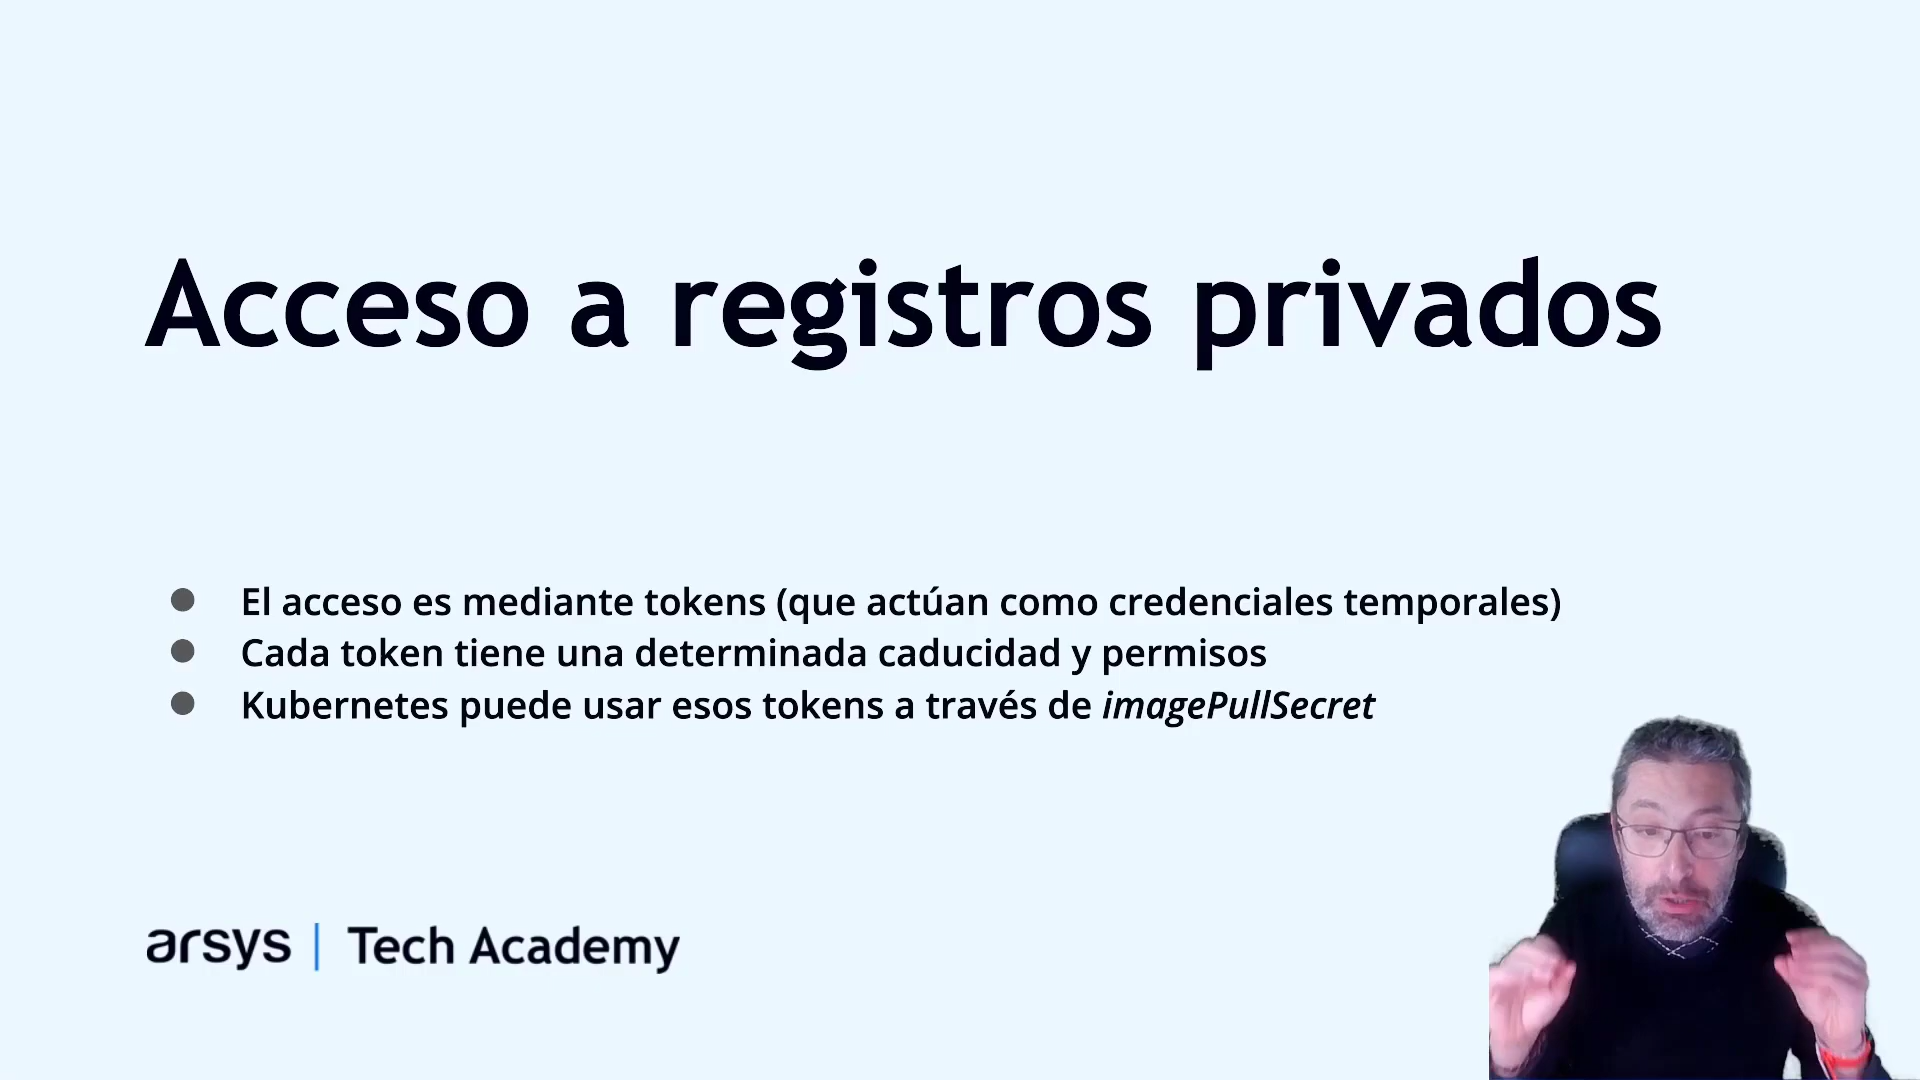 Acceso a registros privados
El acceso es mediante tokens (que actúan como credenciales temporales)
Cada token tiene una determinada caducidad y permisos
Kubernetes puede usar esos tokens a través de imagePullSecret
arsys | Tech Academy